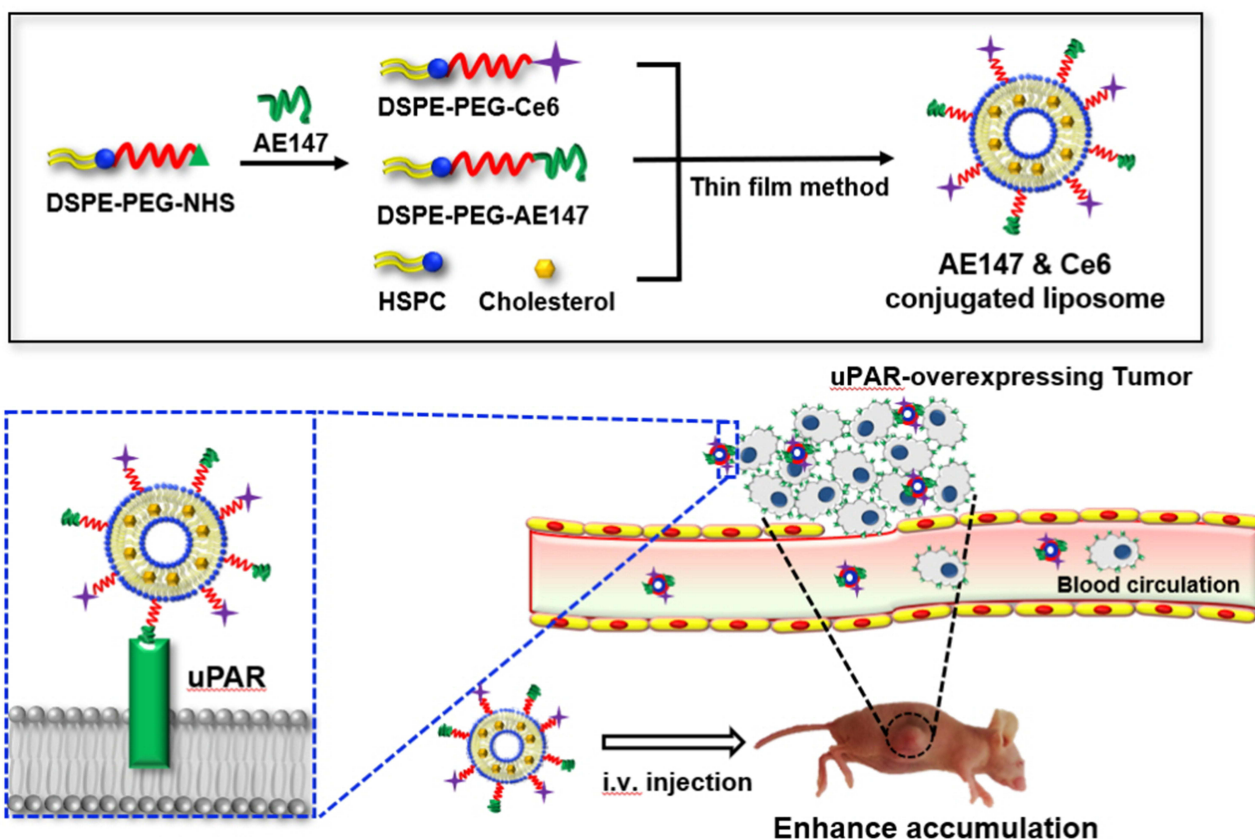 AE147
DSPE-PEG-NHS
DSPE-PEG-Ce6
DSPE-PEG-AE147
HSPC
Cholesterol
Thin film method
AE147 & Ce6
conjugated liposome
uPAR-overexpressing Tumor
Blood circulation
uPAR
i.v. injection
Enhance accumulation